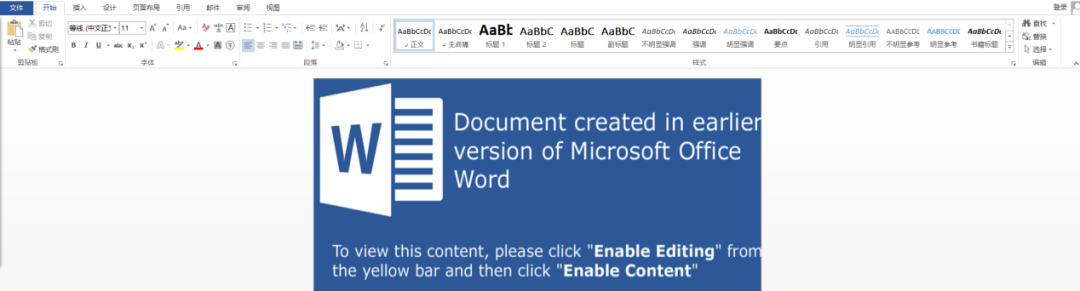 文件 开始 插入 设计 页面布局 引用 邮件 审阅 视图 登录
粘贴 剪切 复制 格式刷
等线 (中文正 11
B I U abc x₂ x²
AaBbCcDc AaBbCcDc AaBb AaBbC AaBbC AaBbC AaBbCcDc AaBbCcDc AaBbCcDc AaBbCcDc AaBbCcDc AaBbCcDc AABBCCDC AABBCCDC AaBbCcDc
正文 无间隔 标题 1 标题 2 标题 副标题 不明显强调 强调 明显强调 要点 引用 明显引用 不明显参考 明显参考 书籍标题
查找 替换 选择
剪贴板 字体 段落 样式 编辑
W
Document created in earlier
version of Microsoft Office
Word
To view this content, please click "Enable Editing" from
the yellow bar and then click "Enable Content"